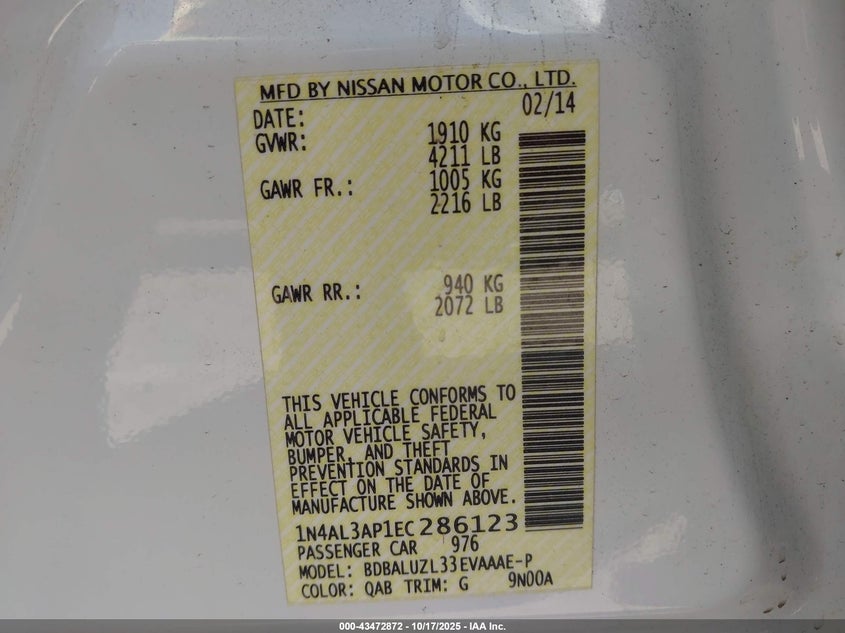 MFD BY NISSAN MOTOR CO., LTD.
DATE: 02/14
GVWR: 1910 KG
4211 LB
GAWR FR.: 1005 KG
2216 LB
GAWR RR.: 940 KG
2072 LB
THIS VEHICLE CONFORMS TO
ALL APPLICABLE FEDERAL
MOTOR VEHICLE SAFETY,
BUMPER, AND THEFT
PREVENTION STANDARDS IN
EFFECT ON THE DATE OF
MANUFACTURE SHOWN ABOVE.
1N4AL3AP1EC286123
PASSENGER CAR 976
MODEL: BDBALUZL33EVAAAE-P
COLOR: QAB TRIM: G 9N00A
000-43472872 - 10/17/2025 - IAA Inc.